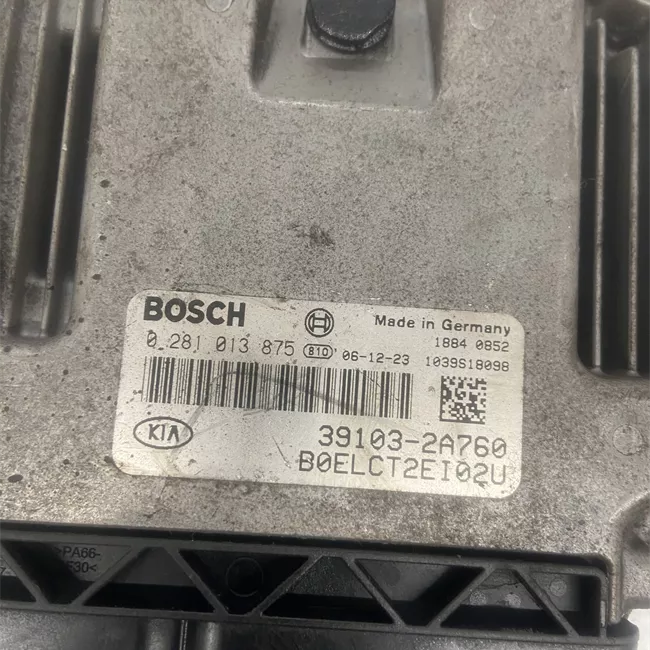 BOSCH
Made in Germany
1884 0852
0 281 013 875 810 06-12-23 1039S18098
KIA
39103-2A760
B0ELCT2EI02U
>PA66-
F30<